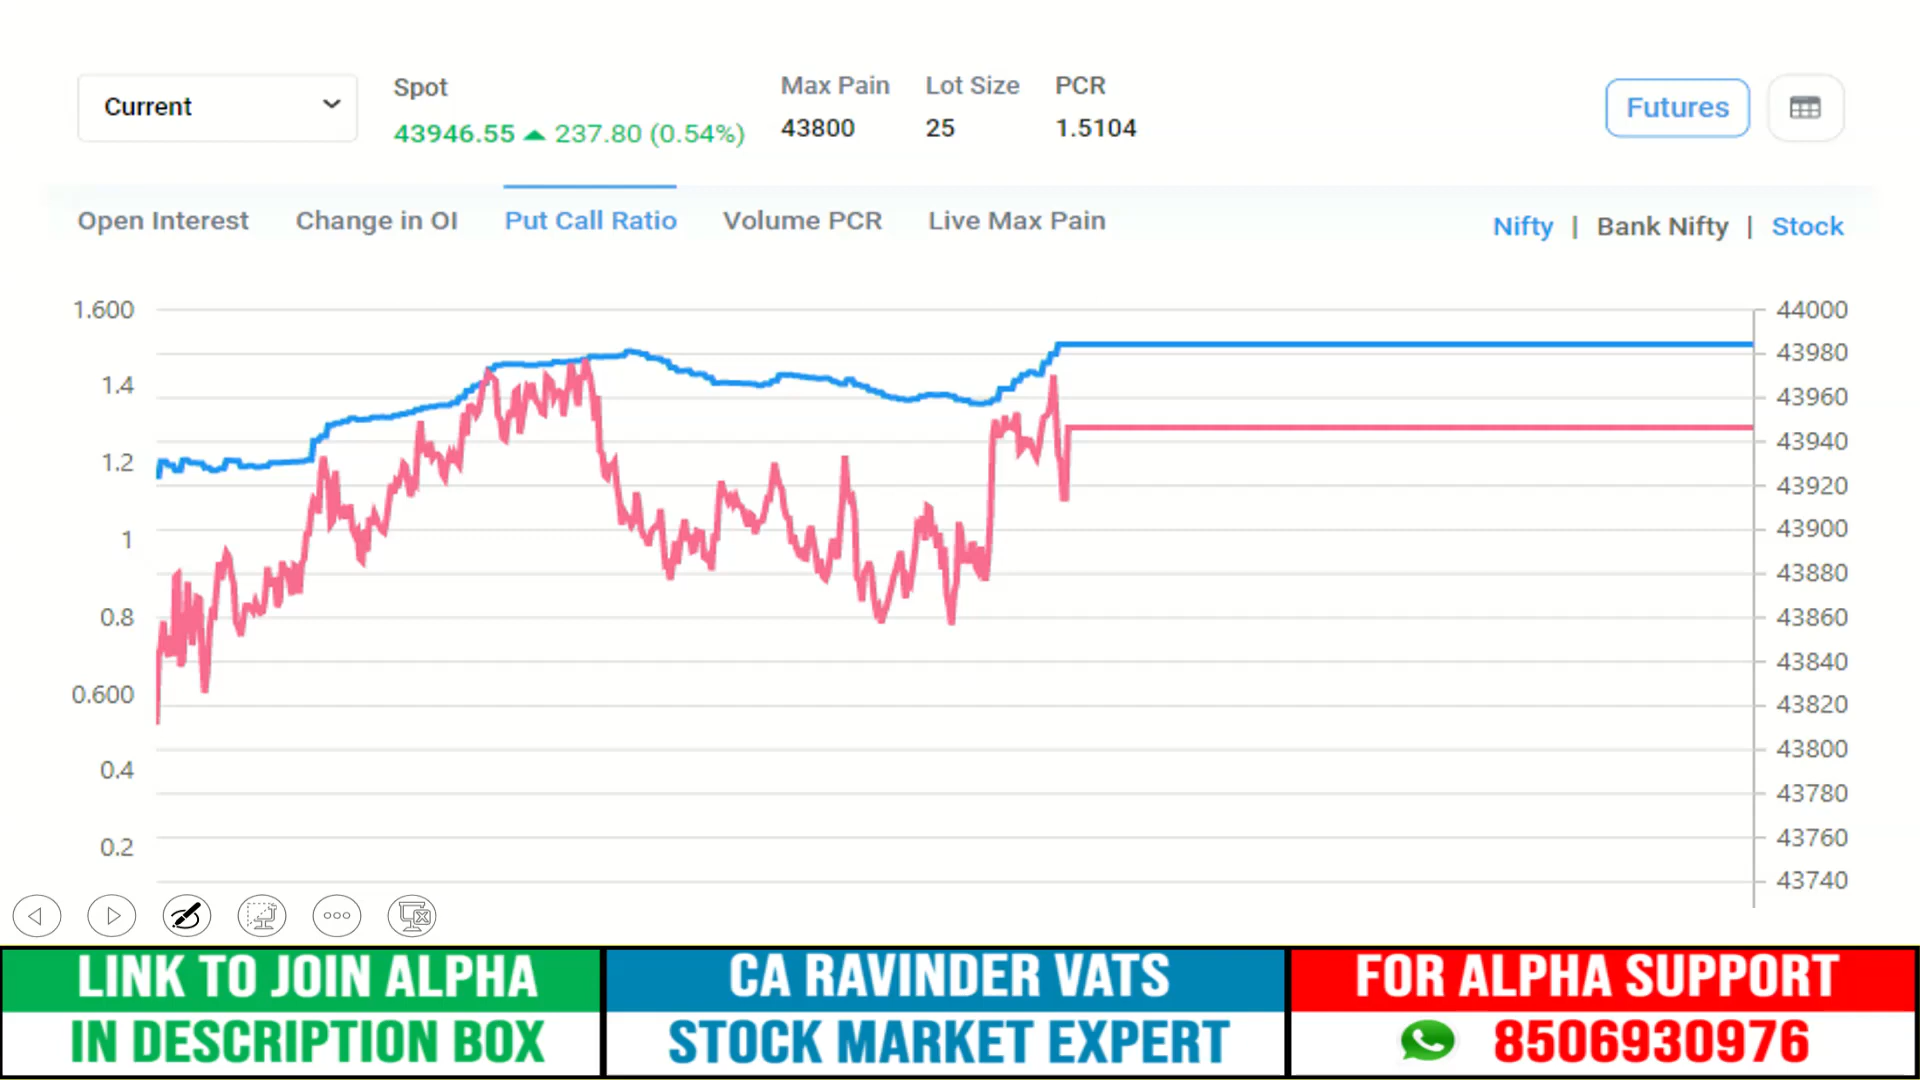 Current
Spot
43946.55 ▲ 237.80 (0.54%)
Max Pain
43800
Lot Size
25
PCR
1.5104
Futures
Open Interest
Change in OI
Put Call Ratio
Volume PCR
Live Max Pain
Nifty | Bank Nifty | Stock
1.600
1.4
1.2
1
0.8
0.600
0.4
0.2
44000
43980
43960
43940
43920
43900
43880
43860
43840
43820
43800
43780
43760
43740
LINK TO JOIN ALPHA
IN DESCRIPTION BOX
CA RAVINDER VATS
STOCK MARKET EXPERT
FOR ALPHA SUPPORT
8506930976